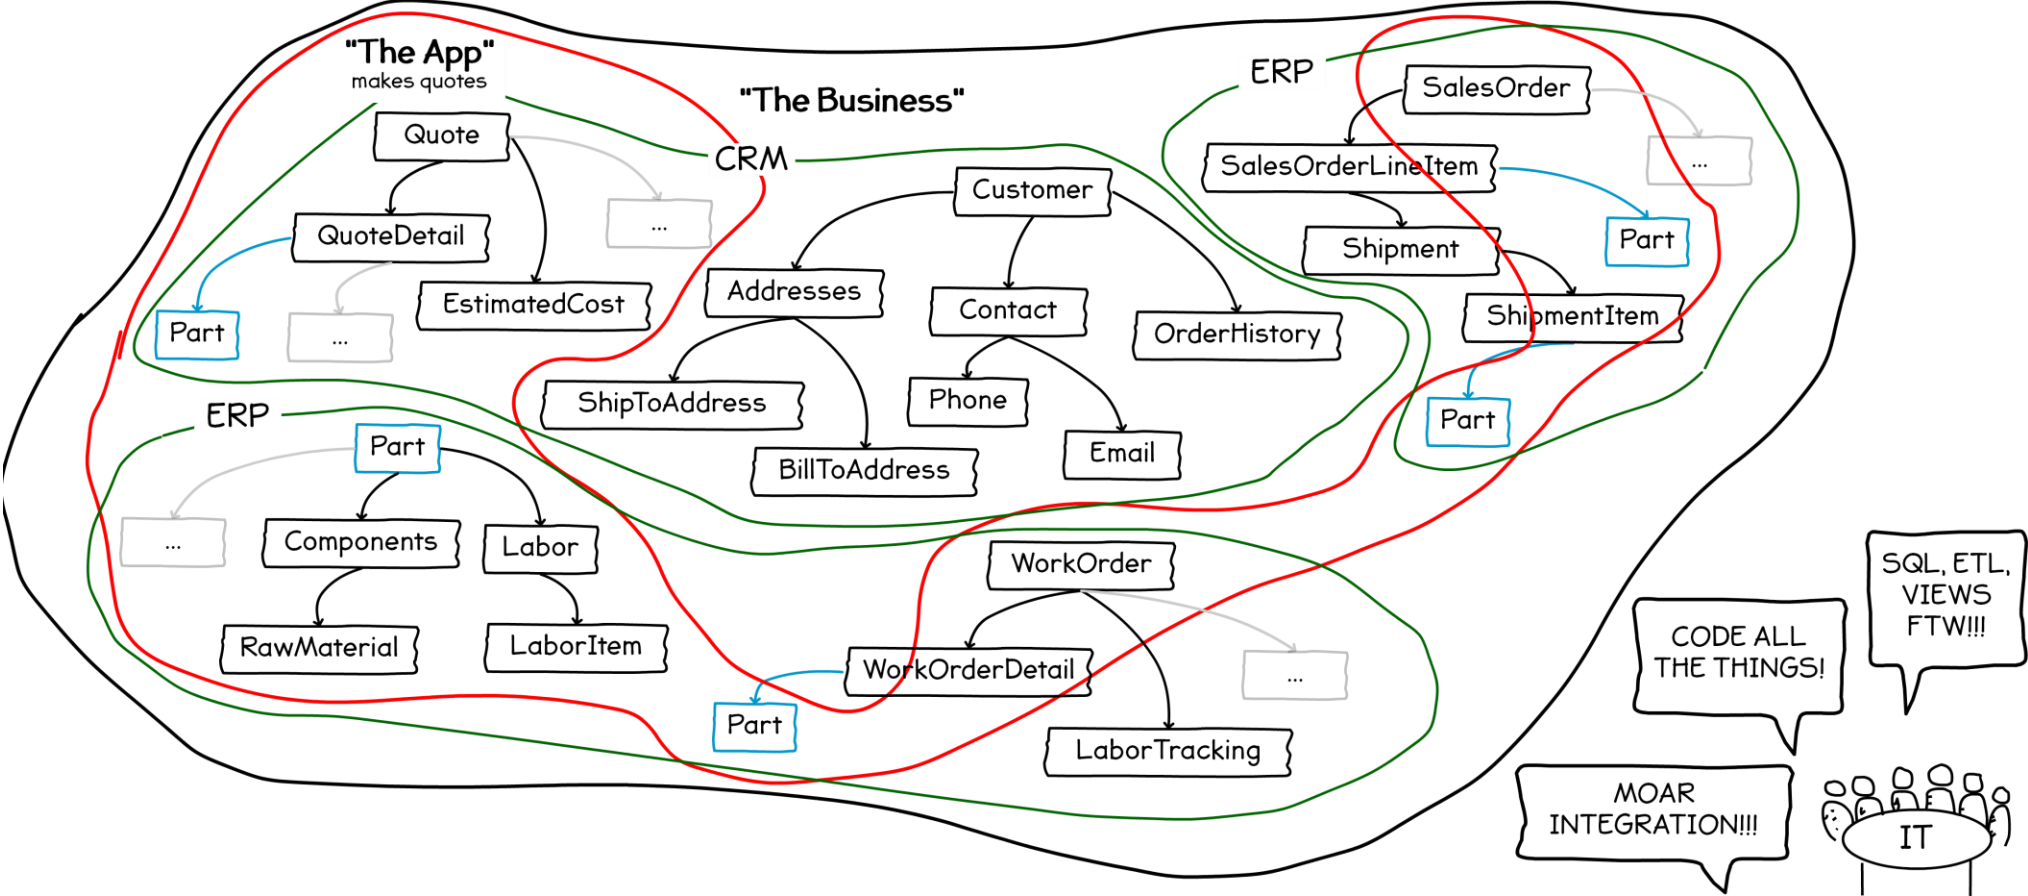 "The App"
makes quotes
"The Business"
ERP
SalesOrder
Quote
CRM
...
SalesOrderLineItem
Customer
...
QuoteDetail
Part
Shipment
Addresses
Contact
EstimatedCost
ShipmentItem
Part
...
OrderHistory
ShipToAddress
Phone
Part
ERP
Part
Email
BillToAddress
...
Components
Labor
WorkOrder
SQL, ETL,
VIEWS
FTW!!!
RawMaterial
LaborItem
CODE ALL
THE THINGS!
WorkOrderDetail
...
Part
LaborTracking
MOAR
INTEGRATION!!!
IT